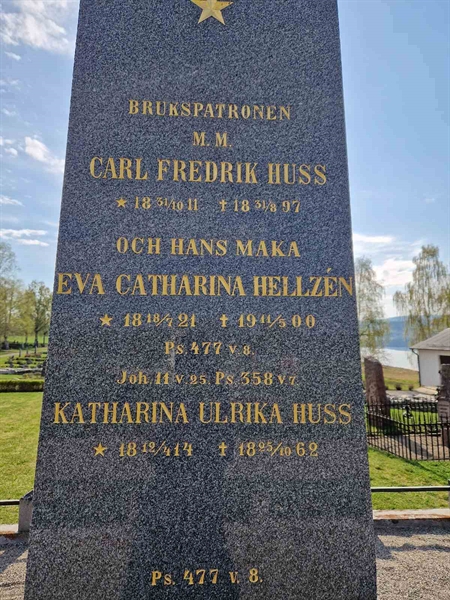 BRUKSPATRONEN
M. M.
CARL FREDRIK HUSS
★ 18 31/10 11 ✝ 18 31/8 97
OCH HANS MAKA
EVA CATHARINA HELLZÉN
★ 18 18/7 21 ✝ 19 11/5 00
Ps. 477 v. 8.
Joh. 11 v. 25. Ps. 358 v. 7.
KATHARINA ULRIKA HUSS
★ 18 12/4 14 ✝ 18 25/10 62
Ps. 477 v. 8.